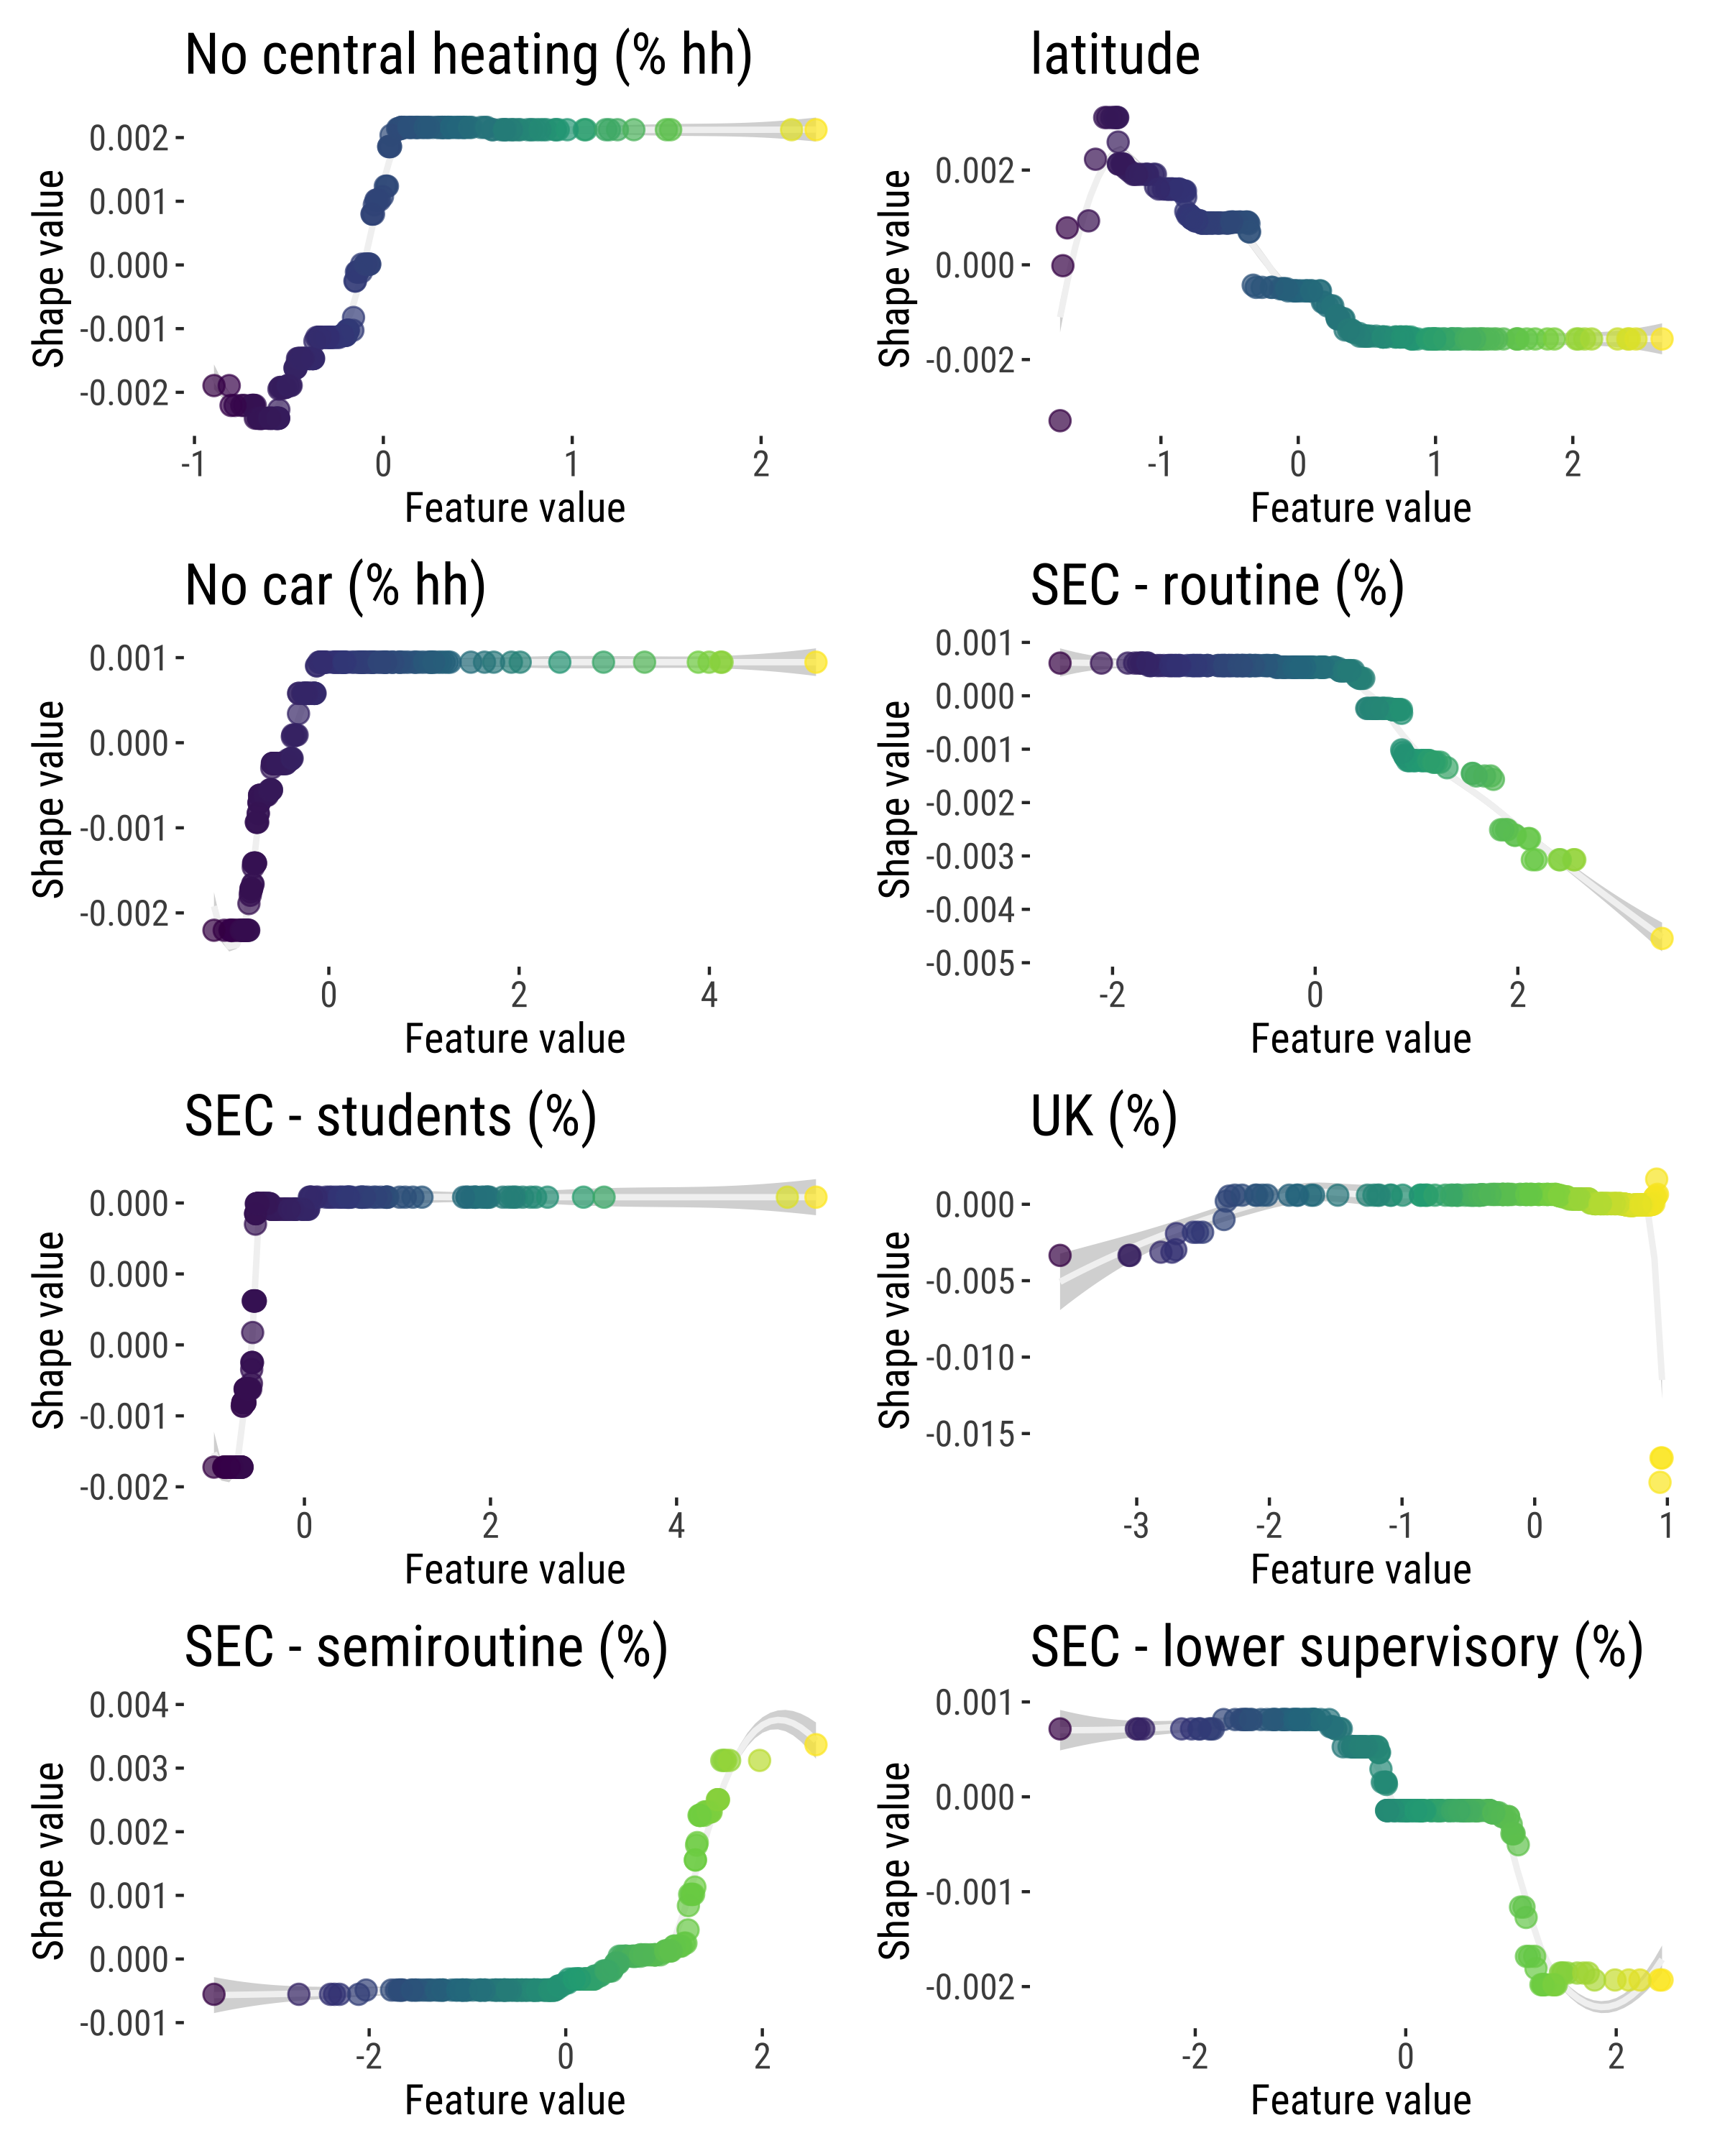 No central heating (% hh)
Shape value
0.002
0.001
0.000
-0.001
-0.002
-1 0 1 2
Feature value
latitude
Shape value
0.002
0.000
-0.002
-1 0 1 2
Feature value
No car (% hh)
Shape value
0.001
0.000
-0.001
-0.002
0 2 4
Feature value
SEC - routine (%)
Shape value
0.001
0.000
-0.001
-0.002
-0.003
-0.004
-0.005
-2 0 2
Feature value
SEC - students (%)
Shape value
0.000
0.000
0.000
-0.001
-0.002
0 2 4
Feature value
UK (%)
Shape value
0.000
-0.005
-0.010
-0.015
-3 -2 -1 0 1
Feature value
SEC - semiroutine (%)
Shape value
0.004
0.003
0.002
0.001
0.000
-0.001
-2 0 2
Feature value
SEC - lower supervisory (%)
Shape value
0.001
0.000
-0.001
-0.002
-2 0 2
Feature value